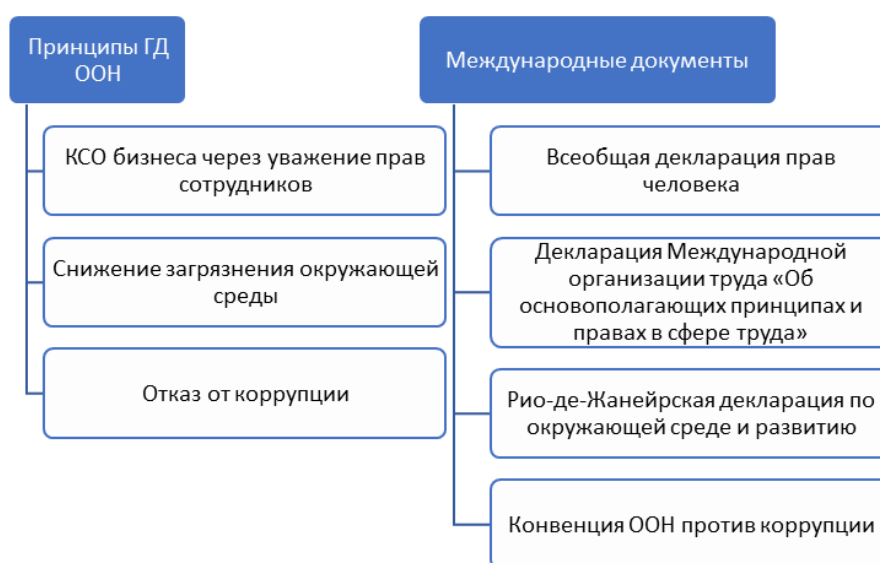 Принципы ГД
ООН
КСО бизнеса через уважение прав
сотрудников
Снижение загрязнения окружающей
среды
Отказ от коррупции
Международные документы
Всеобщая декларация прав
человека
Декларация Международной
организации труда «Об
основополагающих принципах и
правах в сфере труда»
Рио-де-Жанейрская декларация по
окружающей среде и развитию
Конвенция ООН против коррупции